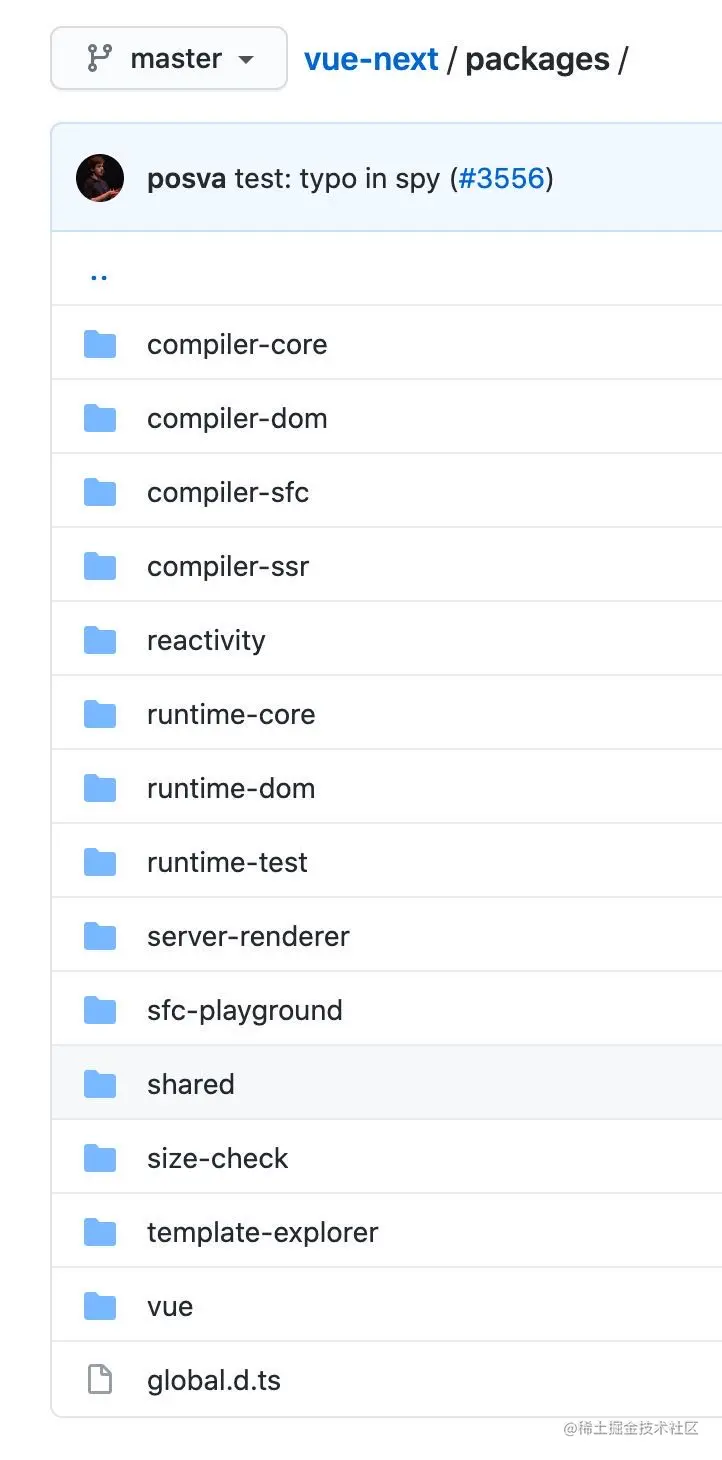 master vue-next / packages /
posva test: typo in spy (#3556)
..
compiler-core
compiler-dom
compiler-sfc
compiler-ssr
reactivity
runtime-core
runtime-dom
runtime-test
server-renderer
sfc-playground
shared
size-check
template-explorer
vue
global.d.ts
@稀土掘金技术社区